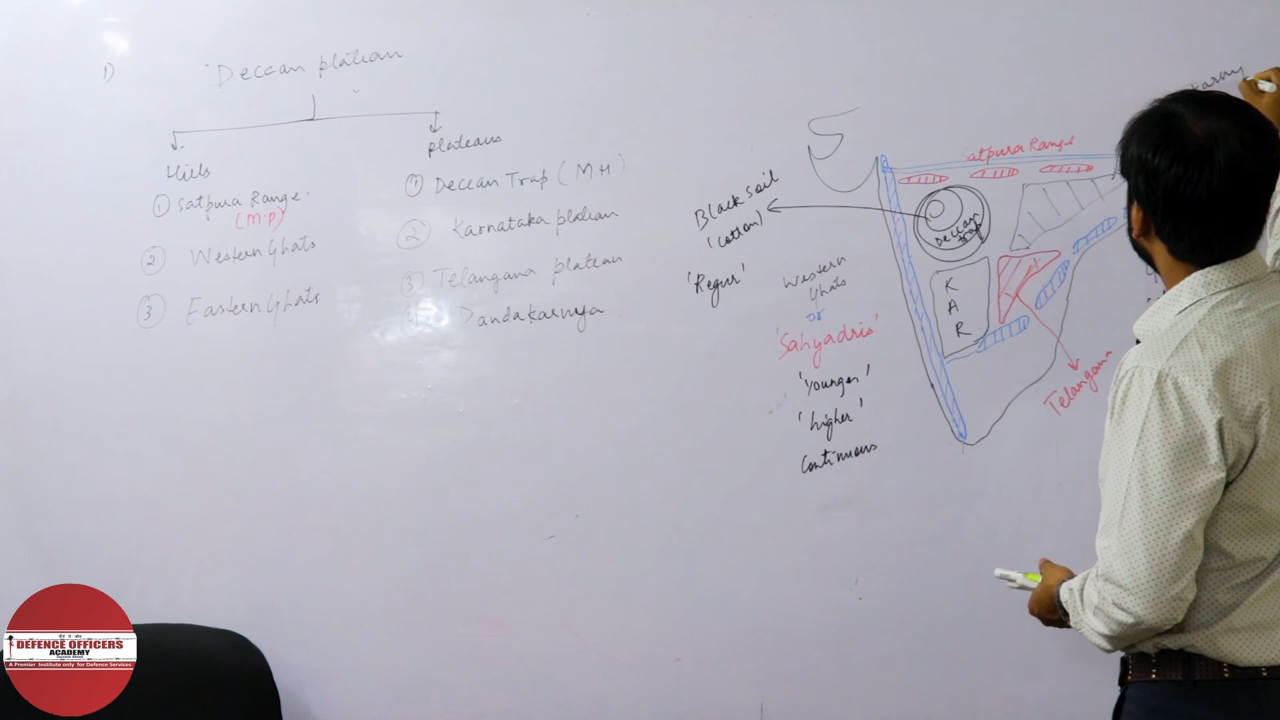 1)
Deccan plateau
Hills
① Satpura Range
(M.P)
② Western Ghats
③ Eastern Ghats
plateaus
① Deccan Trap (MH)
② Karnataka plateau
③ Telangana plateau
④ Dandakarnya
Black Soil
(cotton)
'Regur'
Western
Ghats
or
'Sahyadris'
'younger'
'higher'
Continuous
Satpura Range
Deccan
trap
K
A
R
Telangana
DEFENCE OFFICERS
ACADEMY
A Premier Institute only for Defence Services